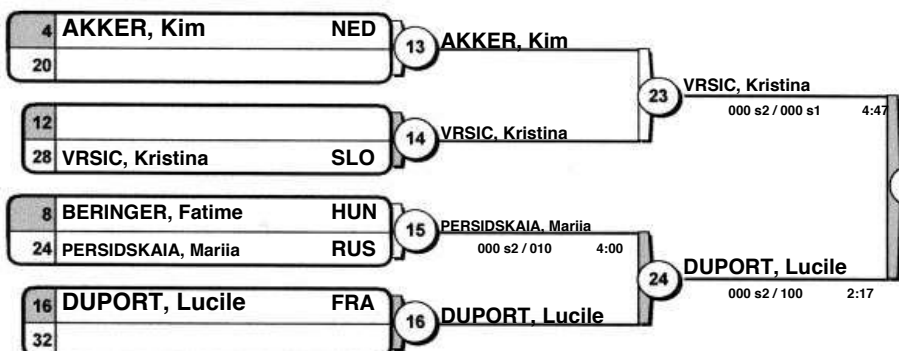 4 AKKER, Kim NED
20
13 AKKER, Kim
12
28 VRSIC, Kristina SLO
14 VRSIC, Kristina
23 VRSIC, Kristina
000 s2 / 000 s1 4:47
8 BERINGER, Fatime HUN
24 PERSIDSKAIA, Mariia RUS
15 PERSIDSKAIA, Mariia
000 s2 / 010 4:00
16 DUPORT, Lucile FRA
32
16 DUPORT, Lucile
24 DUPORT, Lucile
000 s2 / 100 2:17